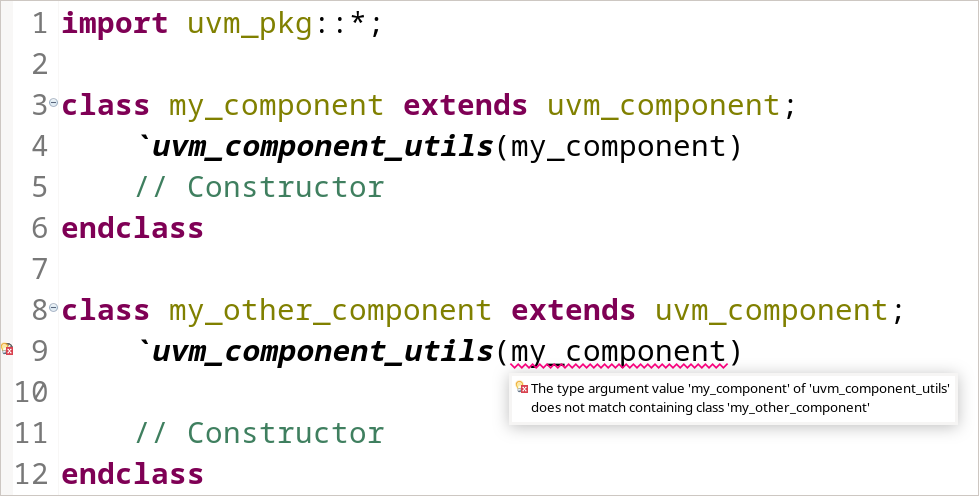 1 import uvm_pkg::*;
2
3 class my_component extends uvm_component;
4 `uvm_component_utils(my_component)
5 // Constructor
6 endclass
7
8 class my_other_component extends uvm_component;
9 `uvm_component_utils(my_component)
The type argument value 'my_component' of 'uvm_component_utils'
does not match containing class 'my_other_component'
10
11 // Constructor
12 endclass